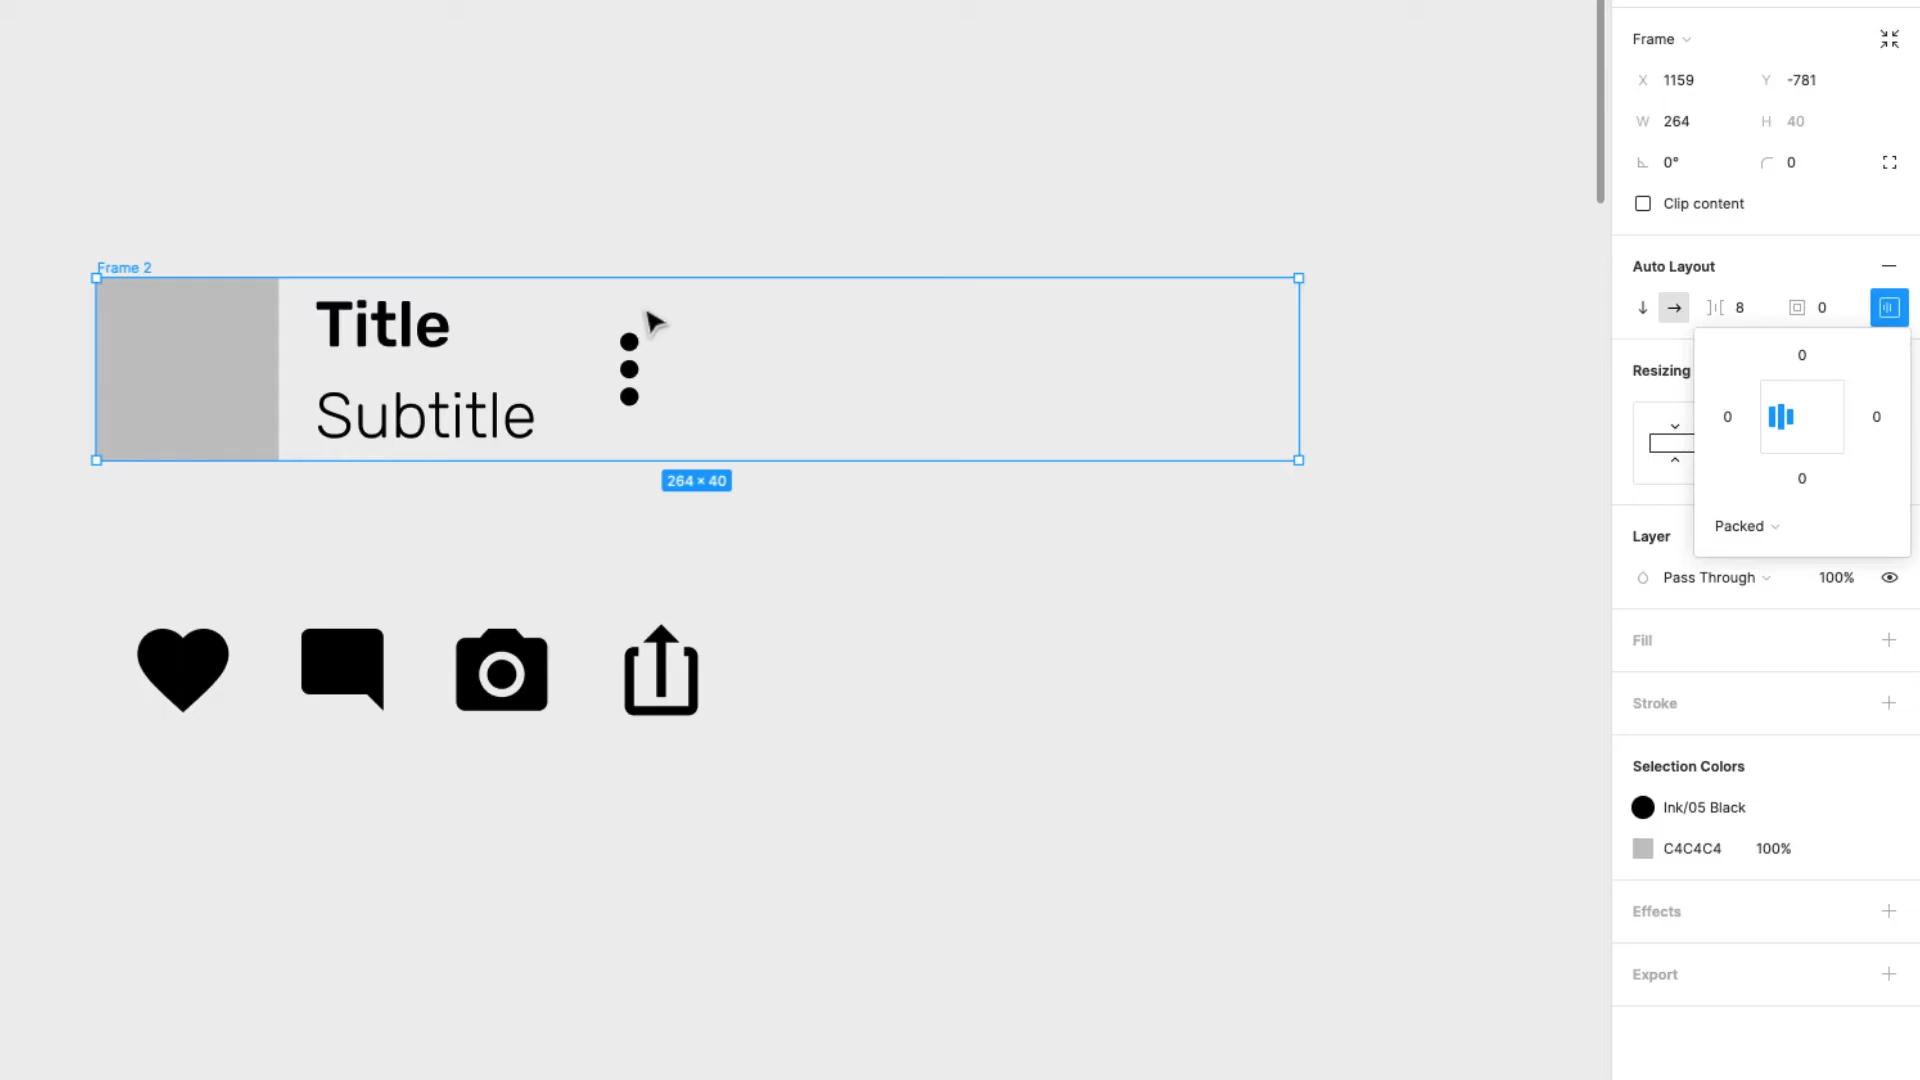 Frame 2
Title
Subtitle
264 × 40
Frame
X 1159 Y -781
W 264 H 40
0° 0
Clip content
Auto Layout
8 0
0
Resizing
0 0
0
Packed
Layer
Pass Through 100%
Fill
Stroke
Selection Colors
Ink/05 Black
C4C4C4 100%
Effects
Export